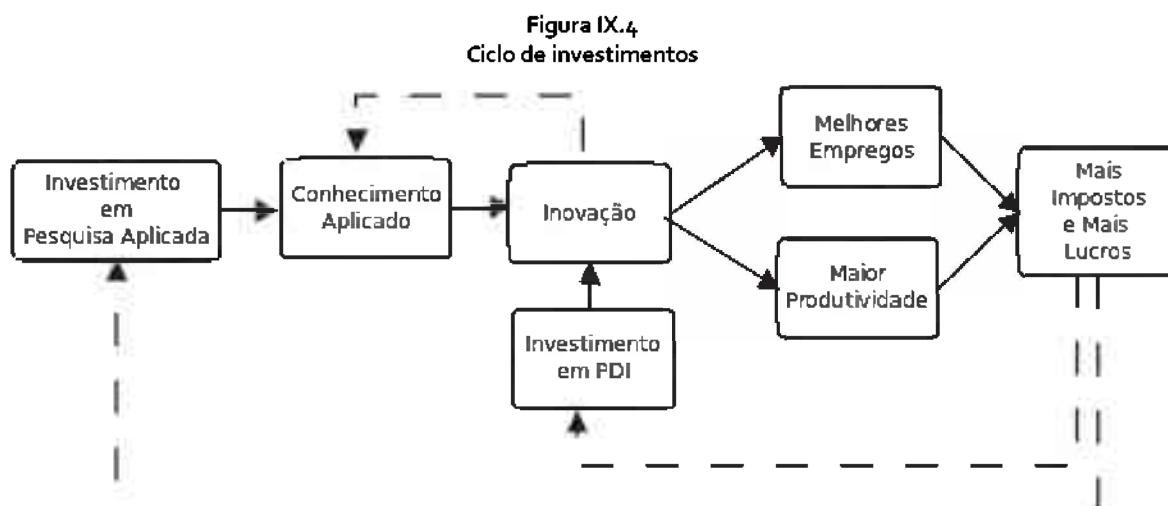 Figura IX.4
Ciclo de investimentos
Investimento
em
Pesquisa Aplicada
Conhecimento
Aplicado
Inovação
Investimento
em PDI
Melhores
Empregos
Maior
Produtividade
Mais
Impostos
e Mais
Lucros